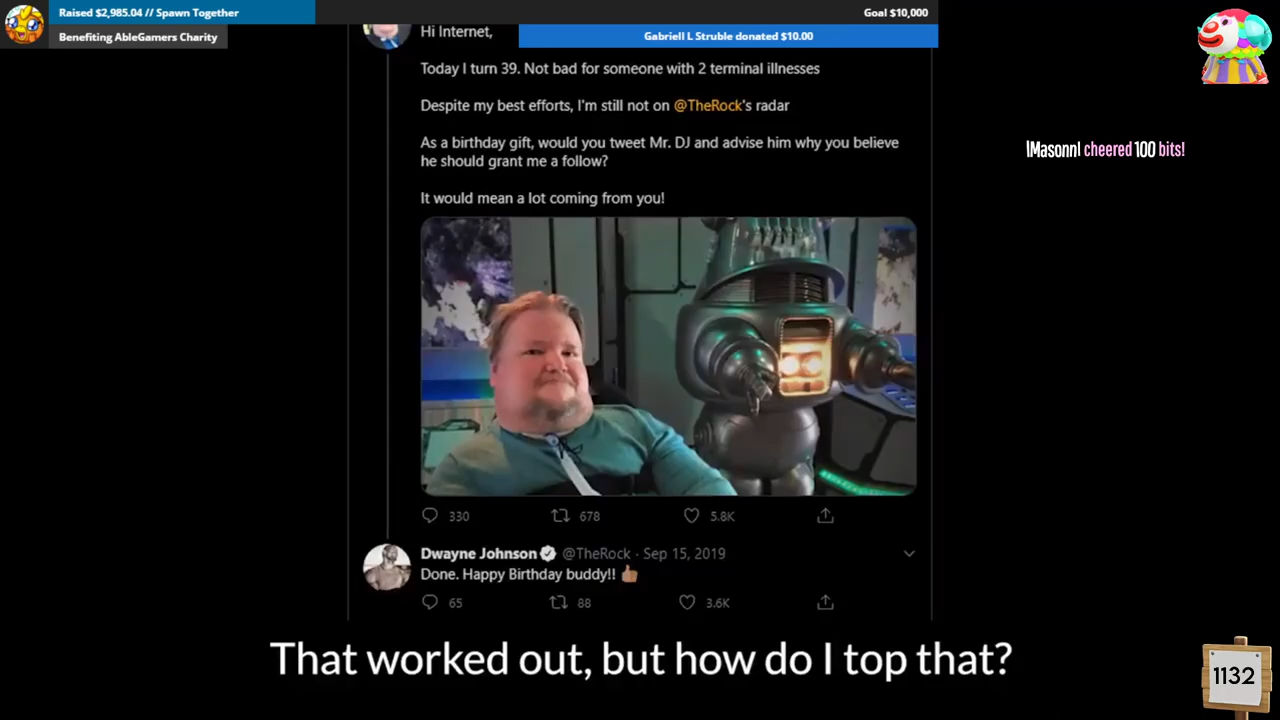 Raised $2,985.04 // Spawn Together
Goal $10,000
Benefiting AbleGamers Charity
Gabriell L Struble donated $10.00
Hi Internet,
Today I turn 39. Not bad for someone with 2 terminal illnesses
Despite my best efforts, I'm still not on @TheRock's radar
As a birthday gift, would you tweet Mr. DJ and advise him why you believe
he should grant me a follow?
It would mean a lot coming from you!
1Masonn1 cheered 100 bits!
330 678 5.8K
Dwayne Johnson @TheRock · Sep 15, 2019
Done. Happy Birthday buddy!! 👍🏽
65 88 3.6K
That worked out, but how do I top that?
1132